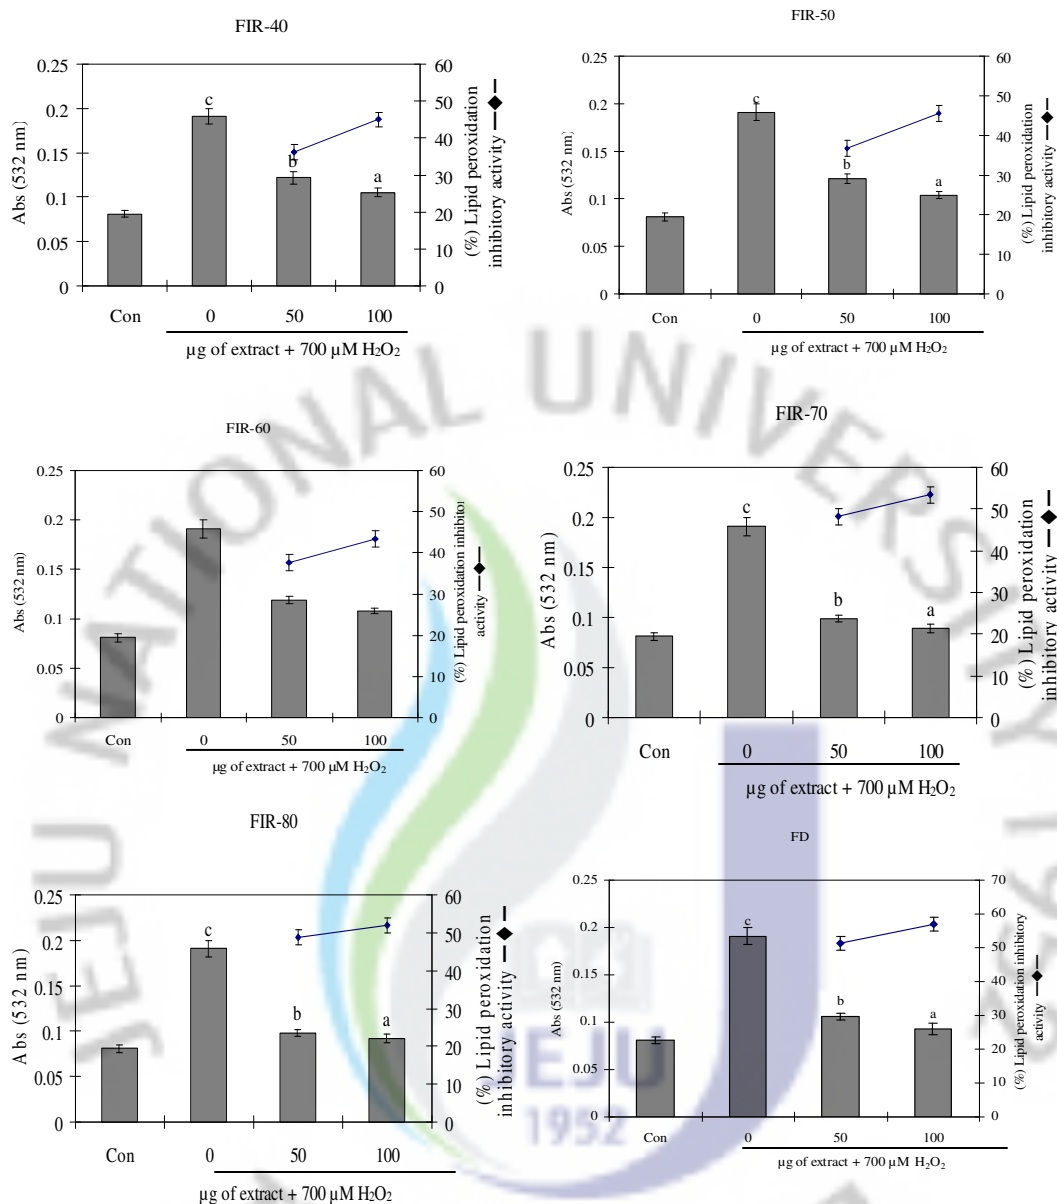 FIR-40
0.25
0.2
0.15
0.1
0.05
0
Abs (532 nm)
c
b
a
60
50
40
30
20
10
0
(%) Lipid peroxidation
inhibitory activity
Con 0 50 100
µg of extract + 700 µM H₂O₂
FIR-50
0.25
0.2
0.15
0.1
0.05
0
Abs (532 nm)
c
b
a
60
50
40
30
20
10
0
(%) Lipid peroxidation
inhibitory activity
Con 0 50 100
µg of extract + 700 µM H₂O₂
FIR-60
0.25
0.2
0.15
0.1
0.05
0
Abs (532 nm)
60
50
40
30
20
10
0
(%) Lipid peroxidation inhibitor
activity
Con 0 50 100
µg of extract + 700 µM H₂O₂
FIR-70
0.25
0.2
0.15
0.1
0.05
0
Abs (532 nm)
c
b
a
60
50
40
30
20
10
0
(%) Lipid peroxidation
inhibitory activity
Con 0 50 100
µg of extract + 700 µM H₂O₂
FIR-80
0.25
0.2
0.15
0.1
0.05
0
Abs (532 nm)
c
b
a
60
50
40
30
20
10
0
(%) Lipid peroxidation
inhibitory activity
Con 0 50 100
µg of extract + 700 µM H₂O₂
FD
0.25
0.2
0.15
0.1
0.05
0
Abs (532 nm)
c
b
a
70
60
50
40
30
20
10
0
(%) Lipid peroxidation inhibitory
activity
Con 0 50 100
µg of extract + 700 µM H₂O₂
JEJU NATIONAL UNIVERSITY 1952
JEJU
1952